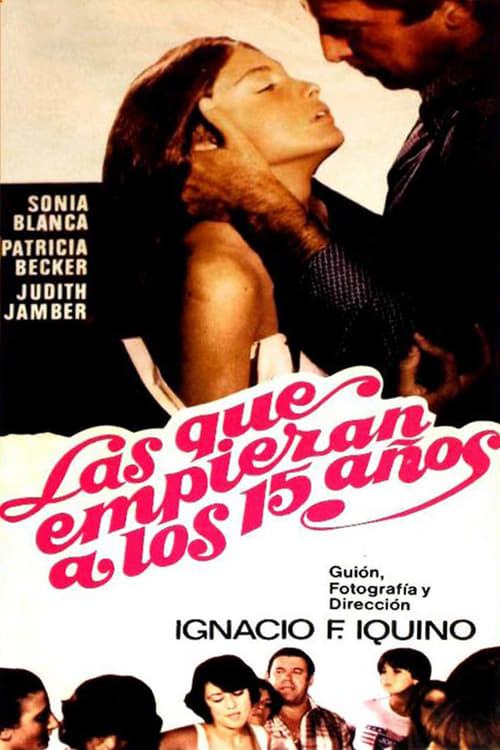 SONIA
BLANCA
PATRICIA
BECKER
JUDITH
JAMBER
Las que
empiezan
a los 15 años
Guión,
Fotografía y
Dirección
IGNACIO F. IQUINO